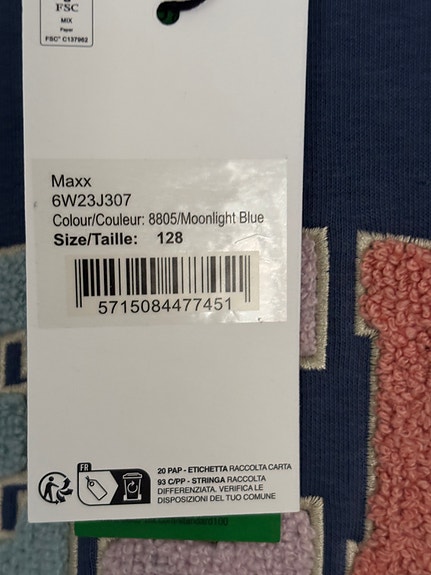 FSC
MIX
Paper
FSC® C137962
Maxx
6W23J307
Colour/Couleur: 8805/Moonlight Blue
Size/Taille: 128
5715084477451
FR
20 PAP - ETICHETTA RACCOLTA CARTA
93 C/PP - STRINGA RACCOLTA
DIFFERENZIATA. VERIFICA LE
DISPOSIZIONI DEL TUO COMUNE